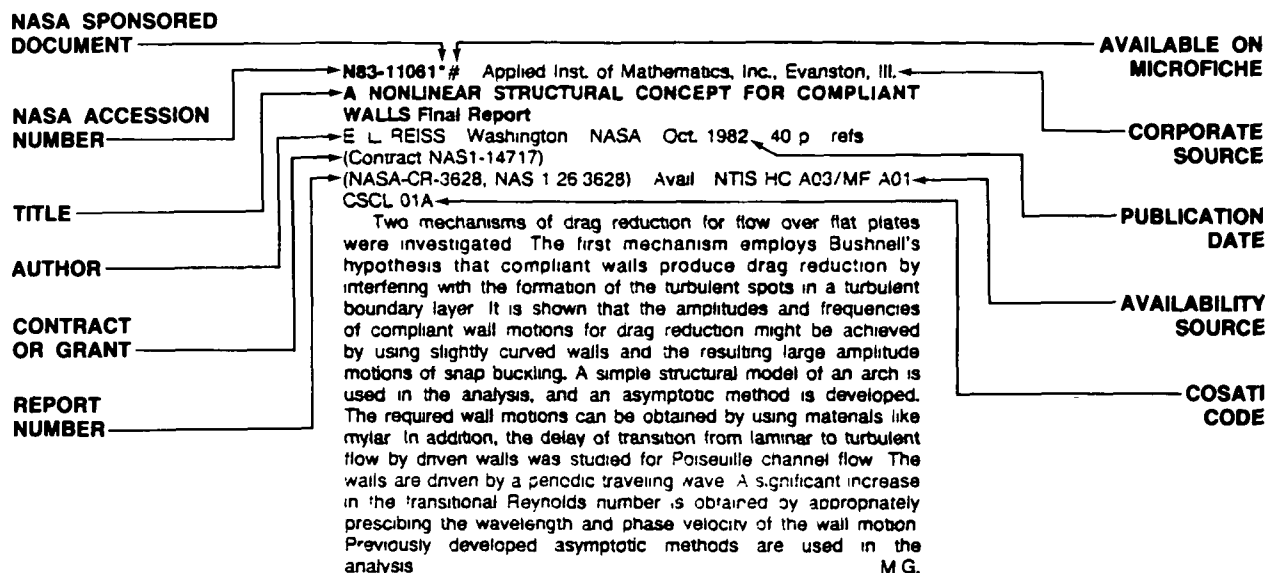 NASA SPONSORED
DOCUMENT
NASA ACCESSION
NUMBER
TITLE
AUTHOR
CONTRACT
OR GRANT
REPORT
NUMBER
N83-11061*# Applied Inst. of Mathematics, Inc., Evanston, Ill.
A NONLINEAR STRUCTURAL CONCEPT FOR COMPLIANT
WALLS Final Report
E L REISS Washington NASA Oct. 1982 40 p refs
(Contract NAS1-14717)
(NASA-CR-3628, NAS 1 26 3628) Avail NTIS HC A03/MF A01
CSCL 01A
Two mechanisms of drag reduction for flow over flat plates
were investigated The first mechanism employs Bushnell's
hypothesis that compliant walls produce drag reduction by
interfering with the formation of the turbulent spots in a turbulent
boundary layer It is shown that the amplitudes and frequencies
of compliant wall motions for drag reduction might be achieved
by using slightly curved walls and the resulting large amplitude
motions of snap buckling. A simple structural model of an arch is
used in the analysis, and an asymptotic method is developed.
The required wall motions can be obtained by using materials like
mylar In addition, the delay of transition from laminar to turbulent
flow by driven walls was studied for Poiseuille channel flow The
walls are driven by a periodic traveling wave A significant increase
in the transitional Reynolds number is obtained by appropriately
prescibing the wavelength and phase velocity of the wall motion
Previously developed asymptotic methods are used in the
analysis M G.
AVAILABLE ON
MICROFICHE
CORPORATE
SOURCE
PUBLICATION
DATE
AVAILABILITY
SOURCE
COSATI
CODE